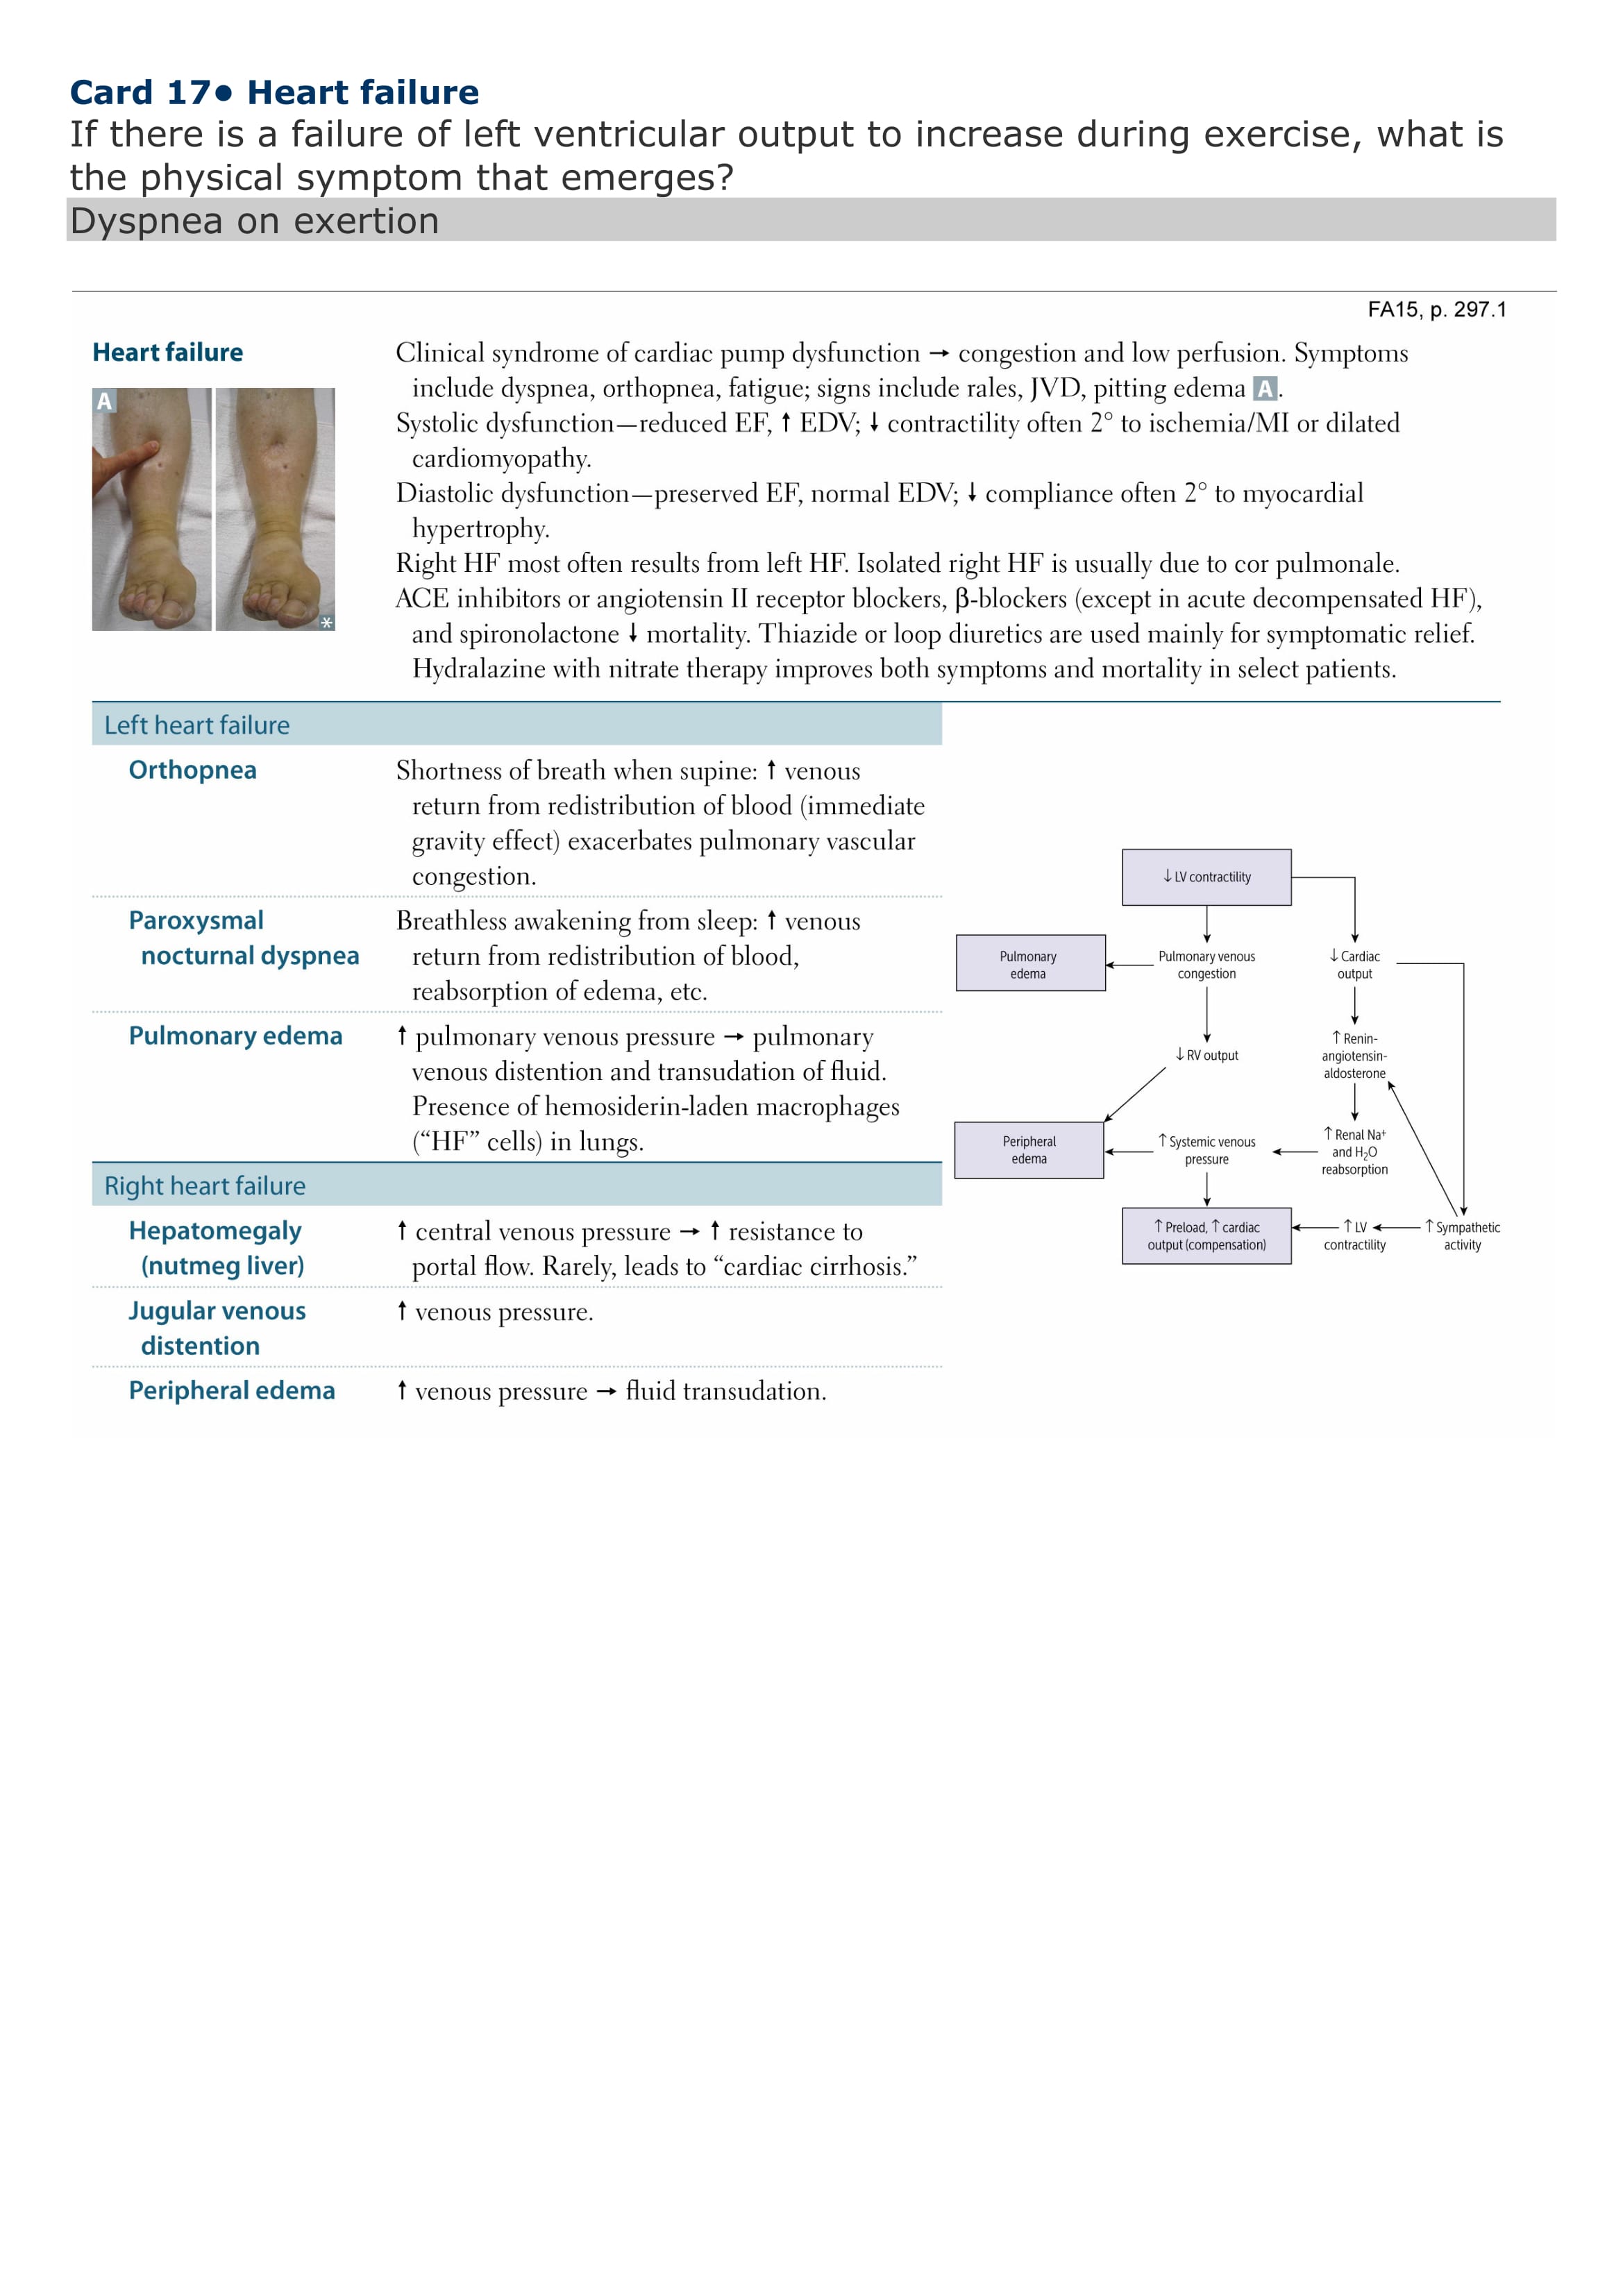 Card 17● Heart failure
If there is a failure of left ventricular output to increase during exercise, what is
the physical symptom that emerges?
Dyspnea on exertion
FA15, p. 297.1
Heart failure
A
*
Clinical syndrome of cardiac pump dysfunction → congestion and low perfusion. Symptoms
include dyspnea, orthopnea, fatigue; signs include rales, JVD, pitting edema A.
Systolic dysfunction—reduced EF, ↑ EDV; ↓ contractility often 2° to ischemia/MI or dilated
cardiomyopathy.
Diastolic dysfunction—preserved EF, normal EDV; ↓ compliance often 2° to myocardial
hypertrophy.
Right HF most often results from left HF. Isolated right HF is usually due to cor pulmonale.
ACE inhibitors or angiotensin II receptor blockers, β-blockers (except in acute decompensated HF),
and spironolactone ↓ mortality. Thiazide or loop diuretics are used mainly for symptomatic relief.
Hydralazine with nitrate therapy improves both symptoms and mortality in select patients.
Left heart failure
Orthopnea
Shortness of breath when supine: ↑ venous
return from redistribution of blood (immediate
gravity effect) exacerbates pulmonary vascular
congestion.
Paroxysmal
nocturnal dyspnea
Breathless awakening from sleep: ↑ venous
return from redistribution of blood,
reabsorption of edema, etc.
Pulmonary edema
↑ pulmonary venous pressure → pulmonary
venous distention and transudation of fluid.
Presence of hemosiderin-laden macrophages
(“HF” cells) in lungs.
Right heart failure
Hepatomegaly
(nutmeg liver)
↑ central venous pressure → ↑ resistance to
portal flow. Rarely, leads to “cardiac cirrhosis.”
Jugular venous
distention
↑ venous pressure.
Peripheral edema
↑ venous pressure → fluid transudation.
↓ LV contractility
Pulmonary
edema
Pulmonary venous
congestion
↓ Cardiac
output
↓ RV output
↑ Renin-
angiotensin-
aldosterone
Peripheral
edema
↑ Systemic venous
pressure
↑ Renal Na⁺
and H₂O
reabsorption
↑ Preload, ↑ cardiac
output (compensation)
↑ LV
contractility
↑ Sympathetic
activity